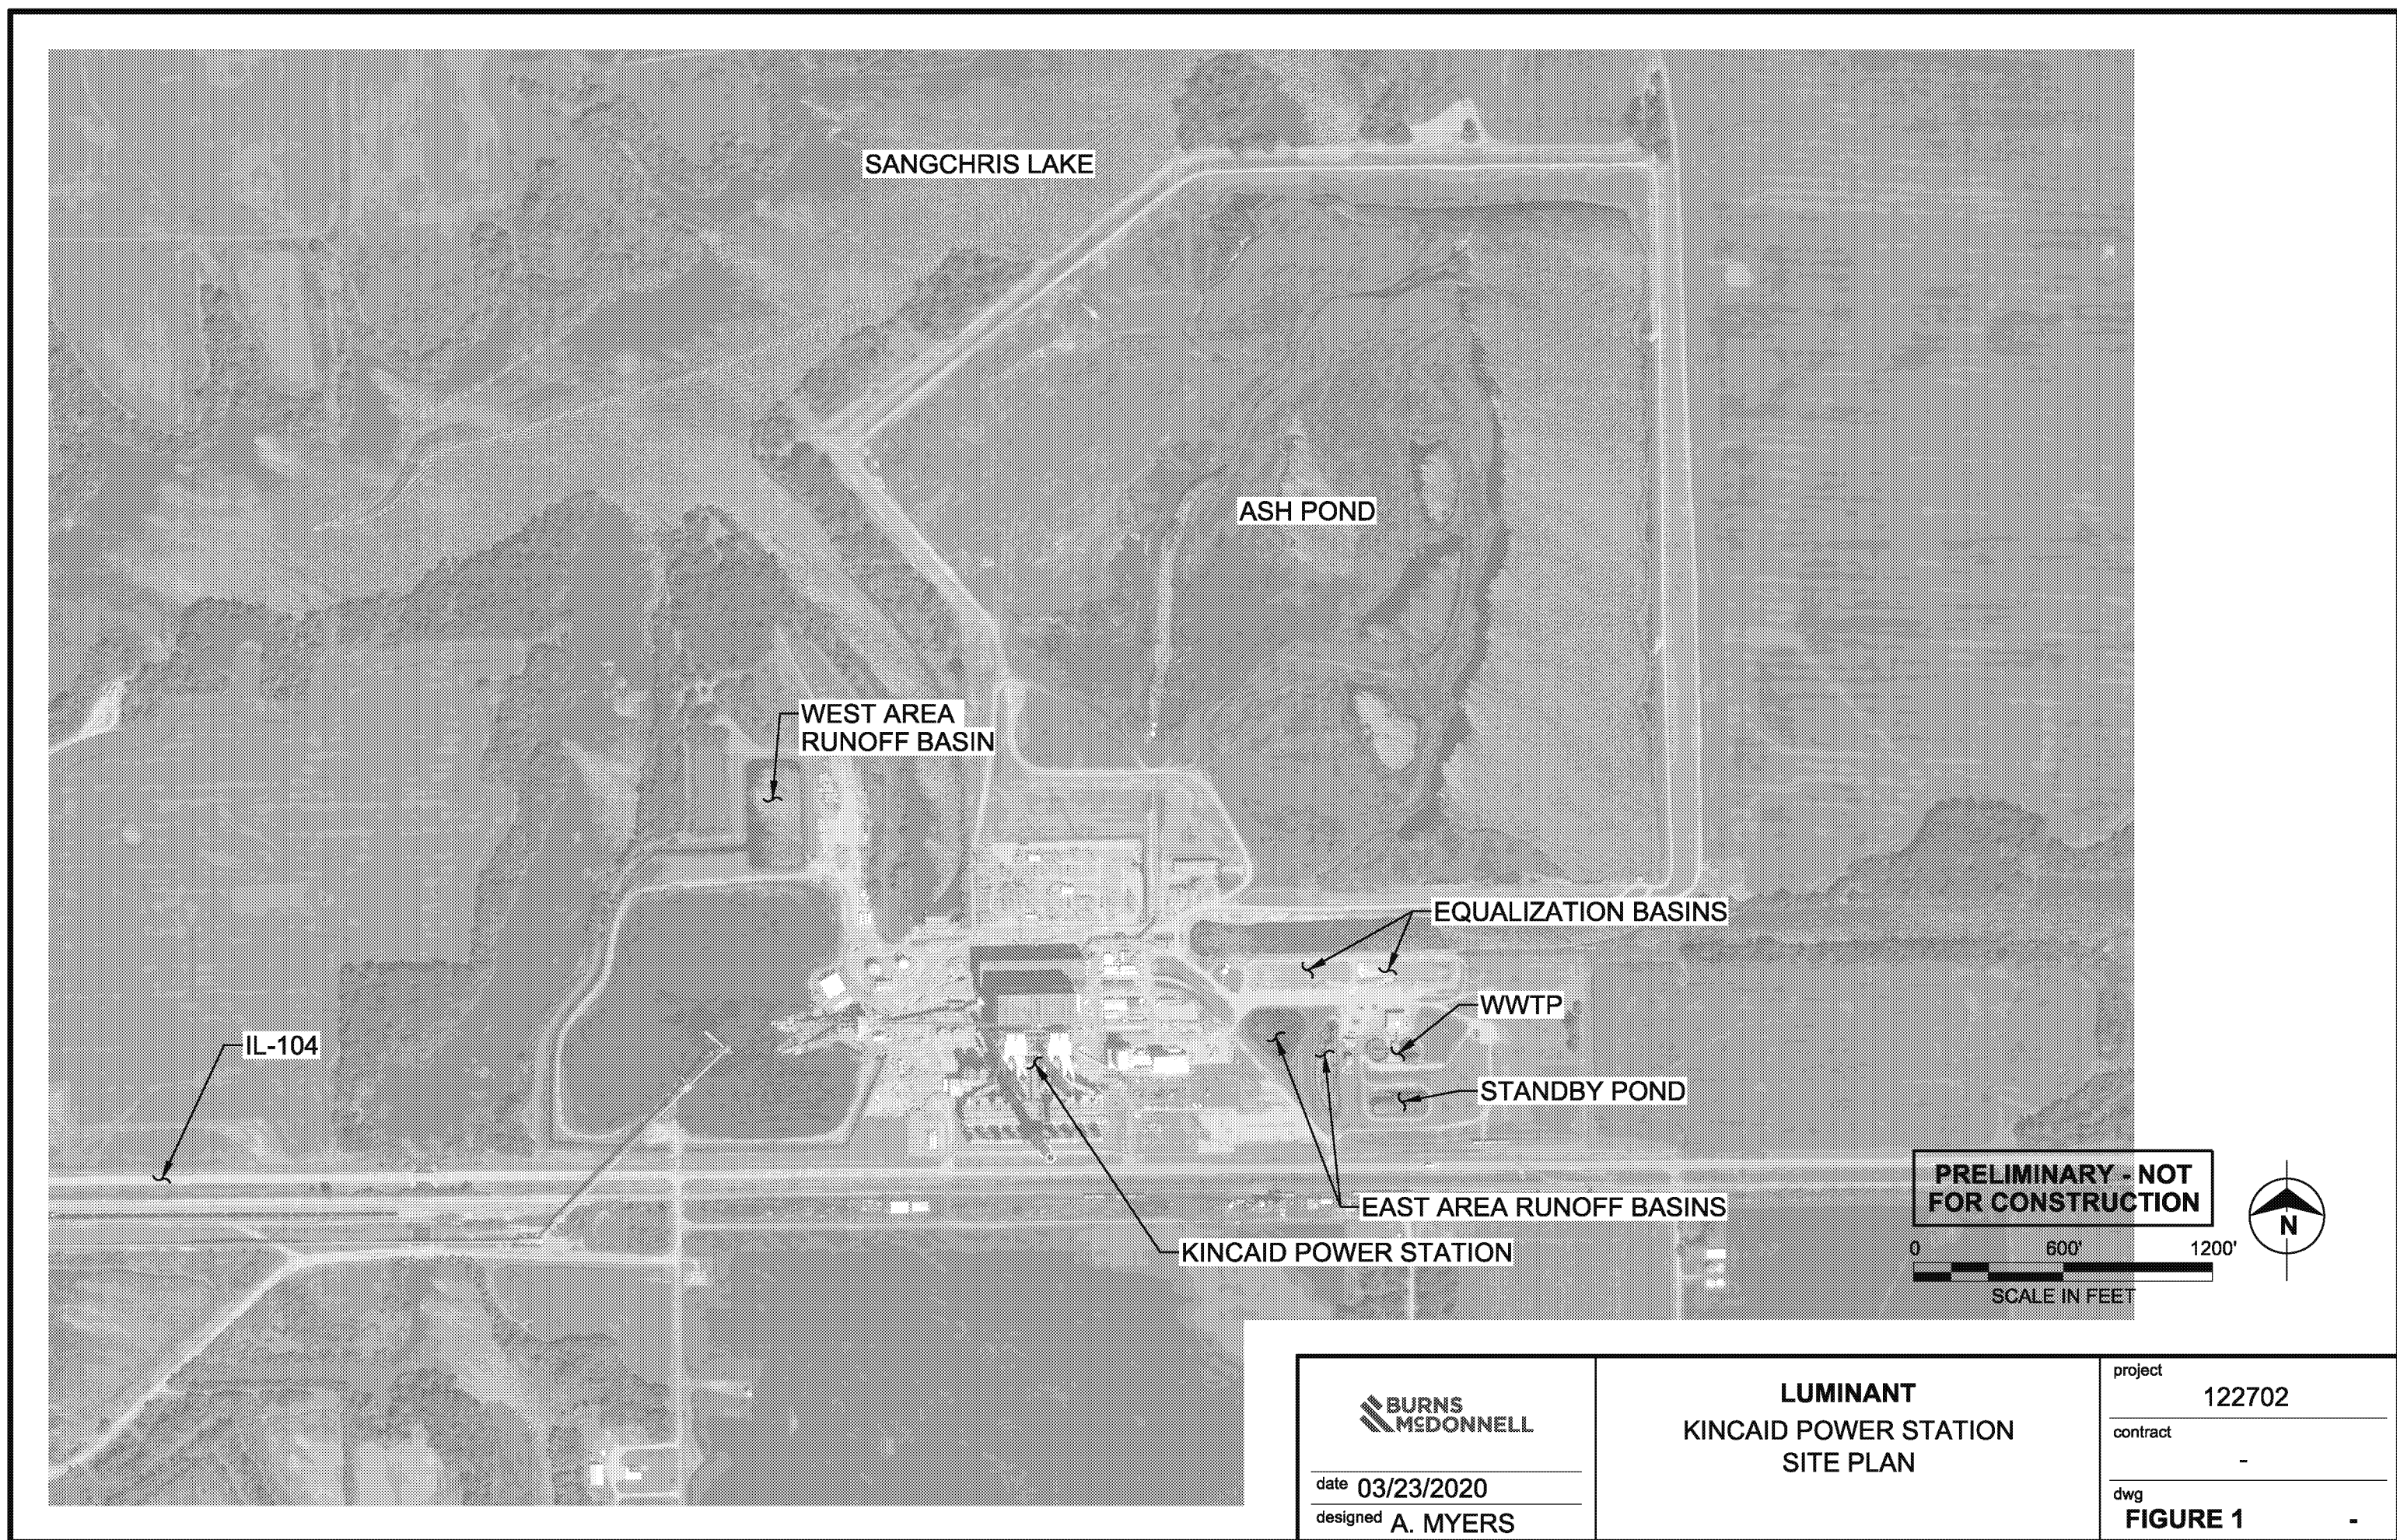 SANGCHRIS LAKE
ASH POND
WEST AREA
RUNOFF BASIN
EQUALIZATION BASINS
WWTP
IL-104
STANDBY POND
EAST AREA RUNOFF BASINS
KINCAID POWER STATION
PRELIMINARY - NOT
FOR CONSTRUCTION
N
0 600' 1200'
SCALE IN FEET
BURNS
McDONNELL
date 03/23/2020
designed A. MYERS
LUMINANT
KINCAID POWER STATION
SITE PLAN
project
122702
contract
-
dwg
FIGURE 1 -